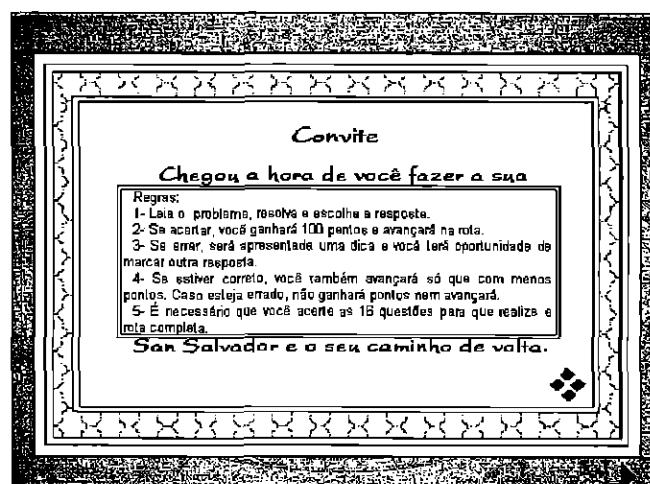 Convite
Chegou a hora de você fazer a sua
Regras:
1- Leia o problema, resolva e escolha a resposta.
2- Se acertar, você ganhará 100 pontos e avançará na rota.
3- Se errar, será apresentada uma dica e você terá oportunidade de
marcar outra resposta.
4- Se estiver correto, você também avançará só que com menos
pontos. Caso esteja errado, não ganhará pontos nem avançará.
5- É necessário que você acerte as 16 questões para que realize a
rota completa.
San Salvador e o seu caminho de volta.